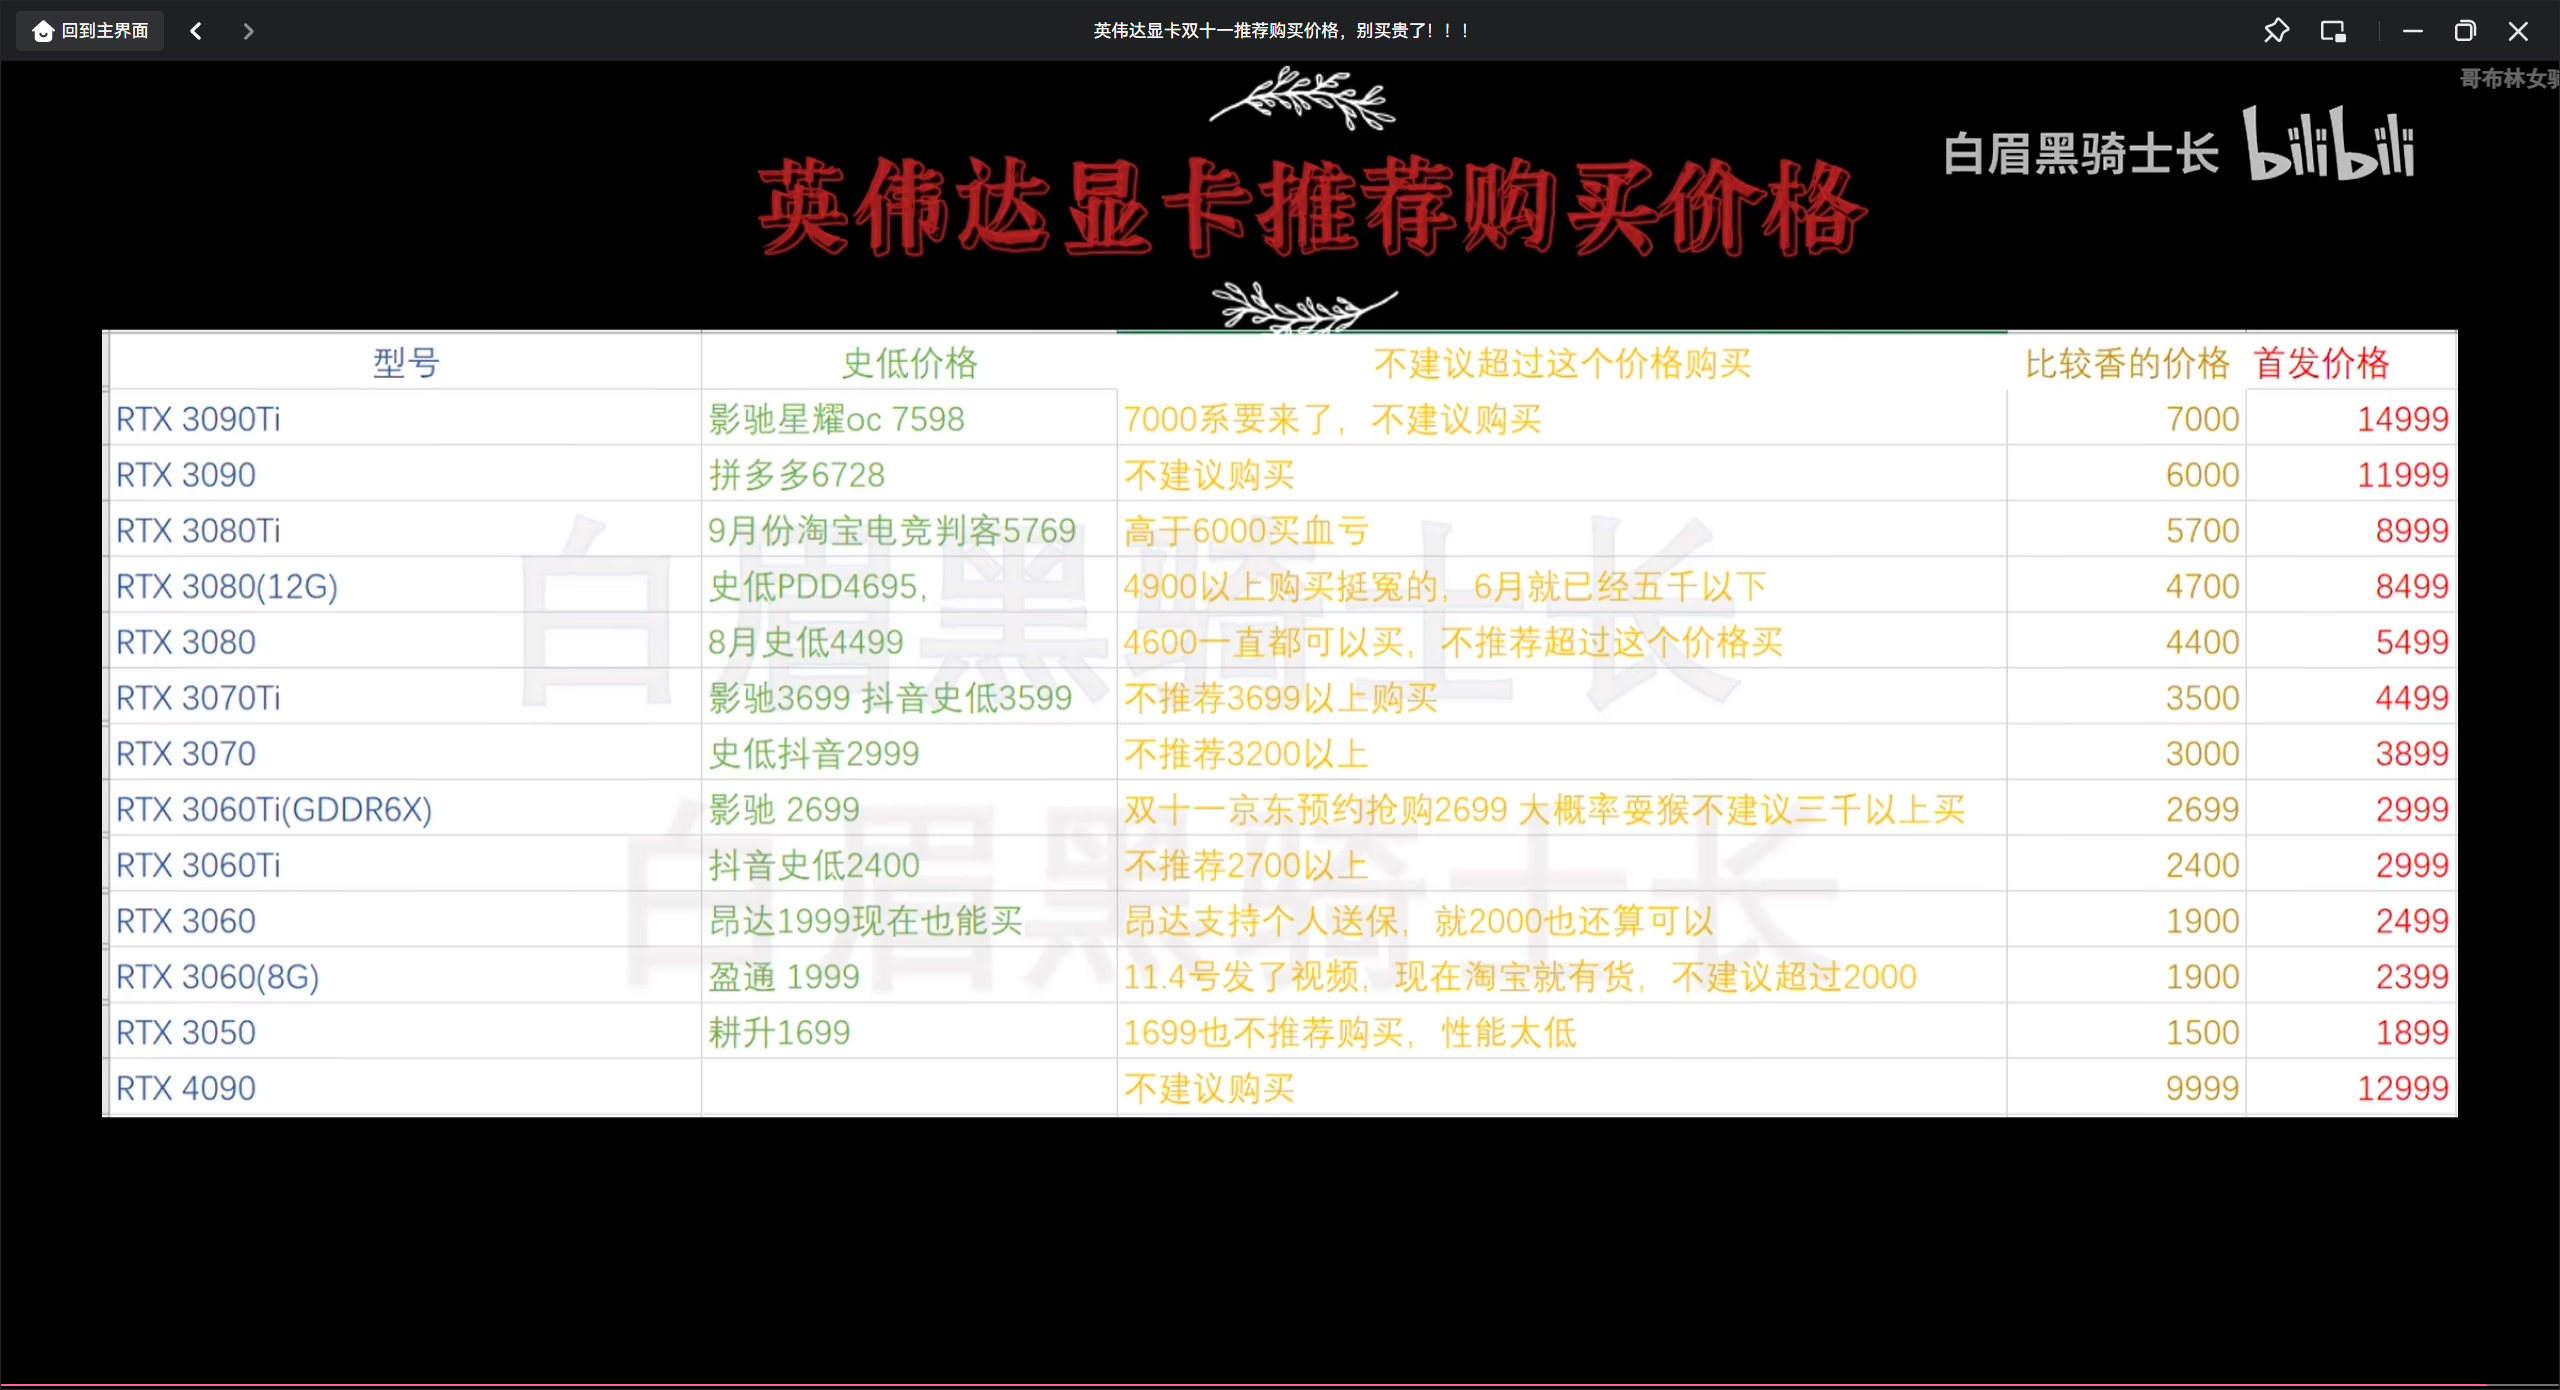 回到主界面
英伟达显卡双十一推荐购买价格，别买贵了！！！
哥布林女
白眉黑骑士长 bilibili
英伟达显卡推荐购买价格
型号 史低价格 不建议超过这个价格购买 比较香的价格 首发价格
RTX 3090Ti 影驰星耀oc 7598 7000系要来了，不建议购买 7000 14999
RTX 3090 拼多多6728 不建议购买 6000 11999
RTX 3080Ti 9月份淘宝电竞判客5769 高于6000买血亏 5700 8999
RTX 3080(12G) 史低PDD4695, 4900以上购买挺冤的，6月就已经五千以下 4700 8499
RTX 3080 8月史低4499 4600一直都可以买，不推荐超过这个价格买 4400 5499
RTX 3070Ti 影驰3699 抖音史低3599 不推荐3699以上购买 3500 4499
RTX 3070 史低抖音2999 不推荐3200以上 3000 3899
RTX 3060Ti(GDDR6X) 影驰 2699 双十一京东预约抢购2699 大概率耍猴不建议三千以上买 2699 2999
RTX 3060Ti 抖音史低2400 不推荐2700以上 2400 2999
RTX 3060 昂达1999现在也能买 昂达支持个人送保，就2000也还算可以 1900 2499
RTX 3060(8G) 盈通 1999 11.4号发了视频，现在淘宝就有货，不建议超过2000 1900 2399
RTX 3050 耕升1699 1699也不推荐购买，性能太低 1500 1899
RTX 4090 不建议购买 9999 12999
白眉黑骑士长
白眉黑骑士长